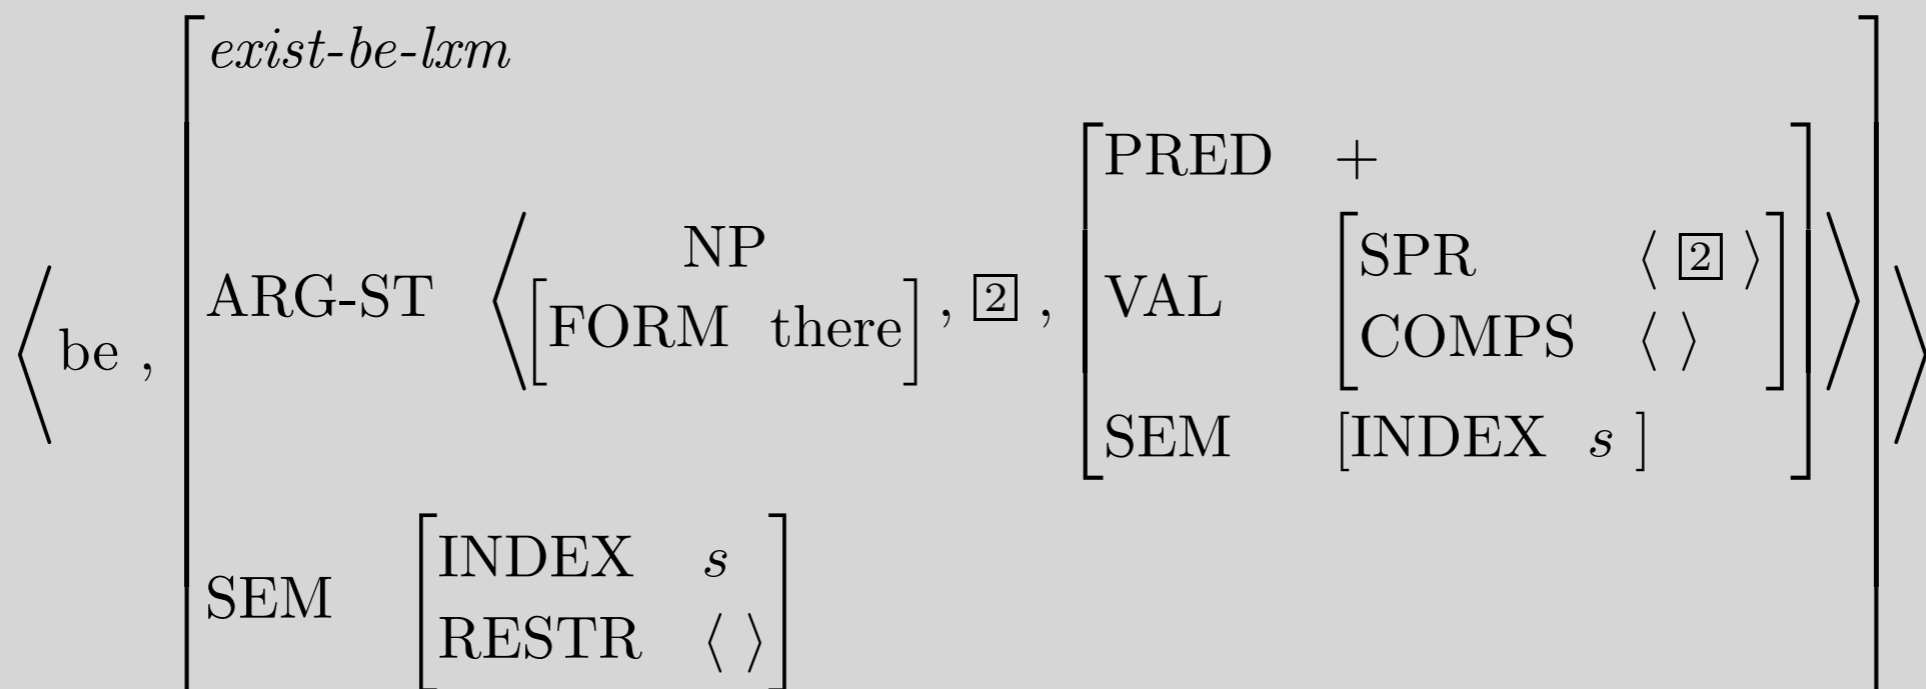 exist-be-lxm
PRED +
NP
SPR ⟨ 2 ⟩
⟨ be , ARG-ST ⟨ [FORM there] , 2 , VAL ⟩ ⟩
COMPS ⟨ ⟩
SEM [INDEX s ]
INDEX s
SEM
RESTR ⟨ ⟩